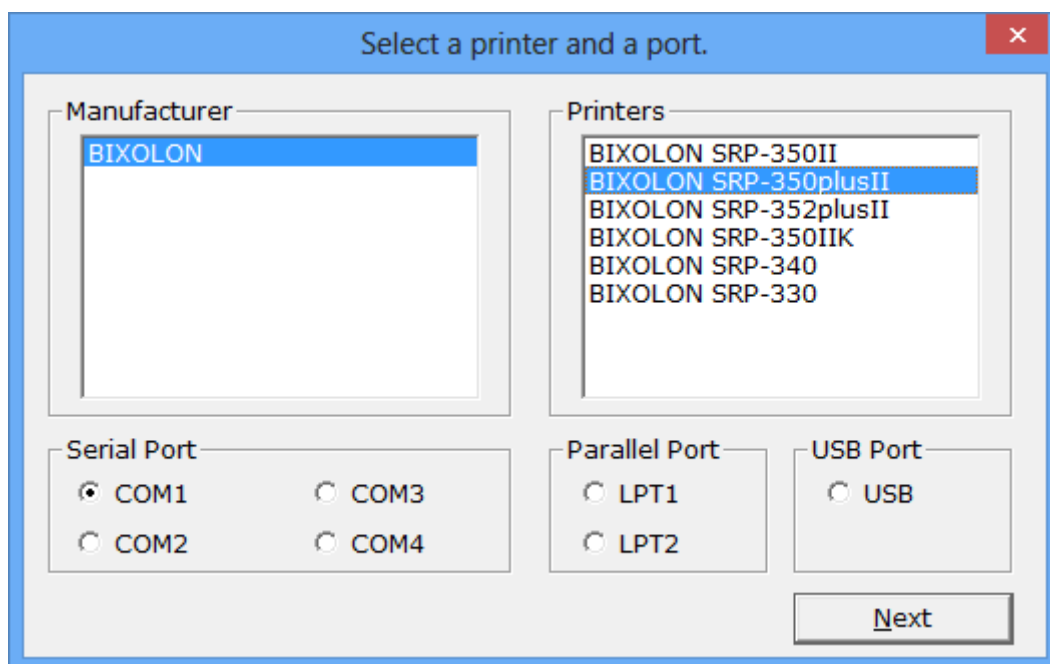 Select a printer and a port.
Manufacturer
BIXOLON
Printers
BIXOLON SRP-350II
BIXOLON SRP-350plusII
BIXOLON SRP-352plusII
BIXOLON SRP-350IIK
BIXOLON SRP-340
BIXOLON SRP-330
Serial Port
COM1 COM3
COM2 COM4
Parallel Port
LPT1
LPT2
USB Port
USB
Next